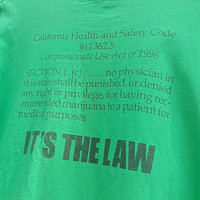 California Health and Safety Code
§11362.5
Compassionate Use Act of 1996
SECTION 1. (c) . . . . no physician in
this state shall be punished, or denied
any right or privilege, for having rec-
ommended marijuana to a patient for
medical purposes
IT'S THE LAW